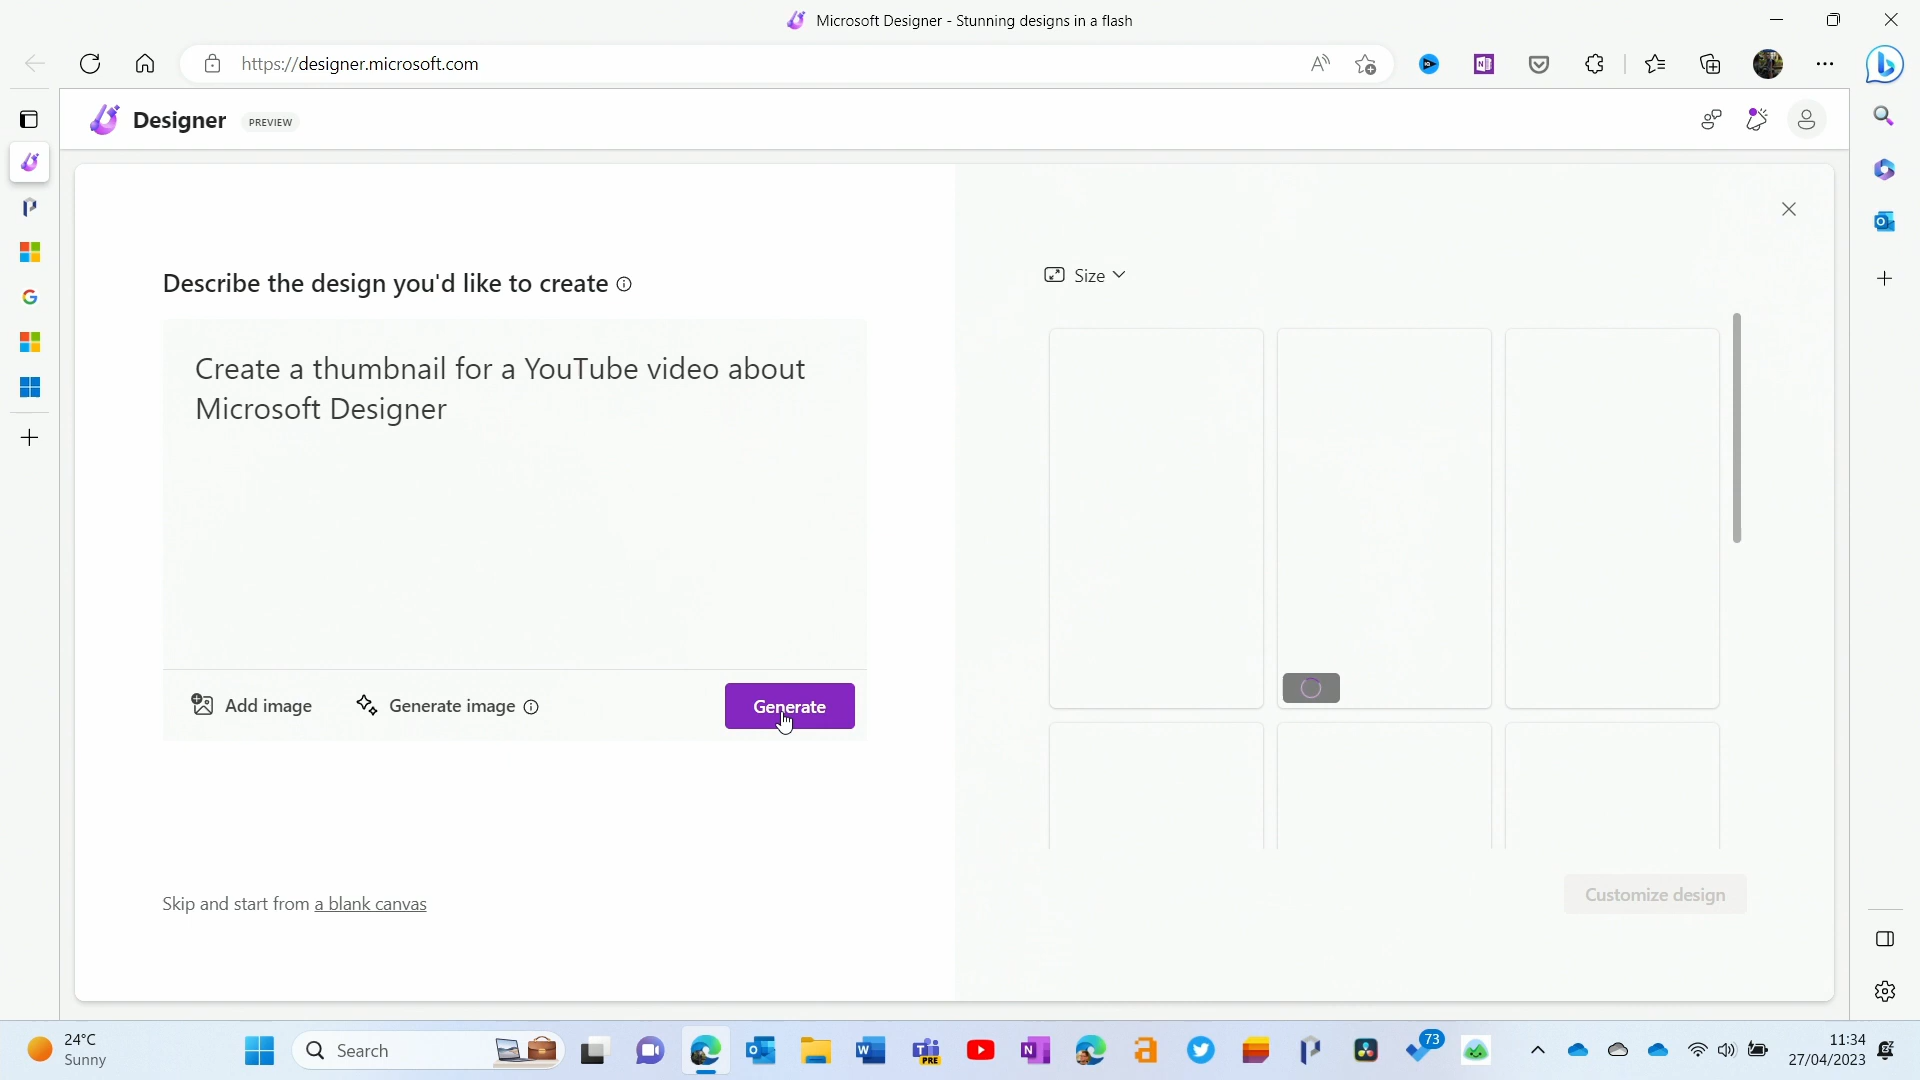 Microsoft Designer - Stunning designs in a flash
https://designer.microsoft.com
Designer PREVIEW
Size
Describe the design you'd like to create
Create a thumbnail for a YouTube video about
Microsoft Designer
Add image
Generate image
Generate
Customize design
Skip and start from a blank canvas
24°C
Sunny
Search
PRE
73
11:34
27/04/2023